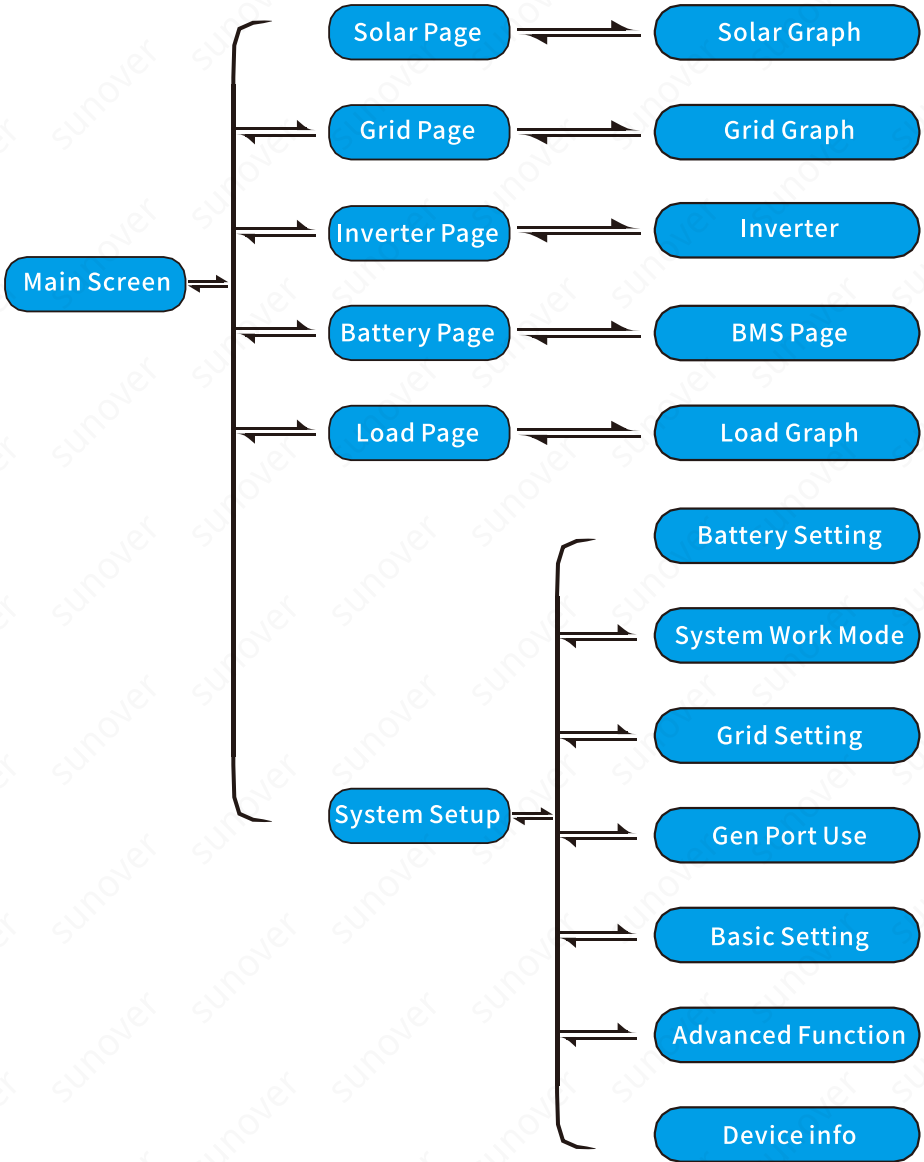 Solar Page
Solar Graph
Grid Page
Grid Graph
Inverter Page
Inverter
Main Screen
Battery Page
BMS Page
Load Page
Load Graph
Battery Setting
System Work Mode
Grid Setting
System Setup
Gen Port Use
Basic Setting
Advanced Function
Device info
sunover